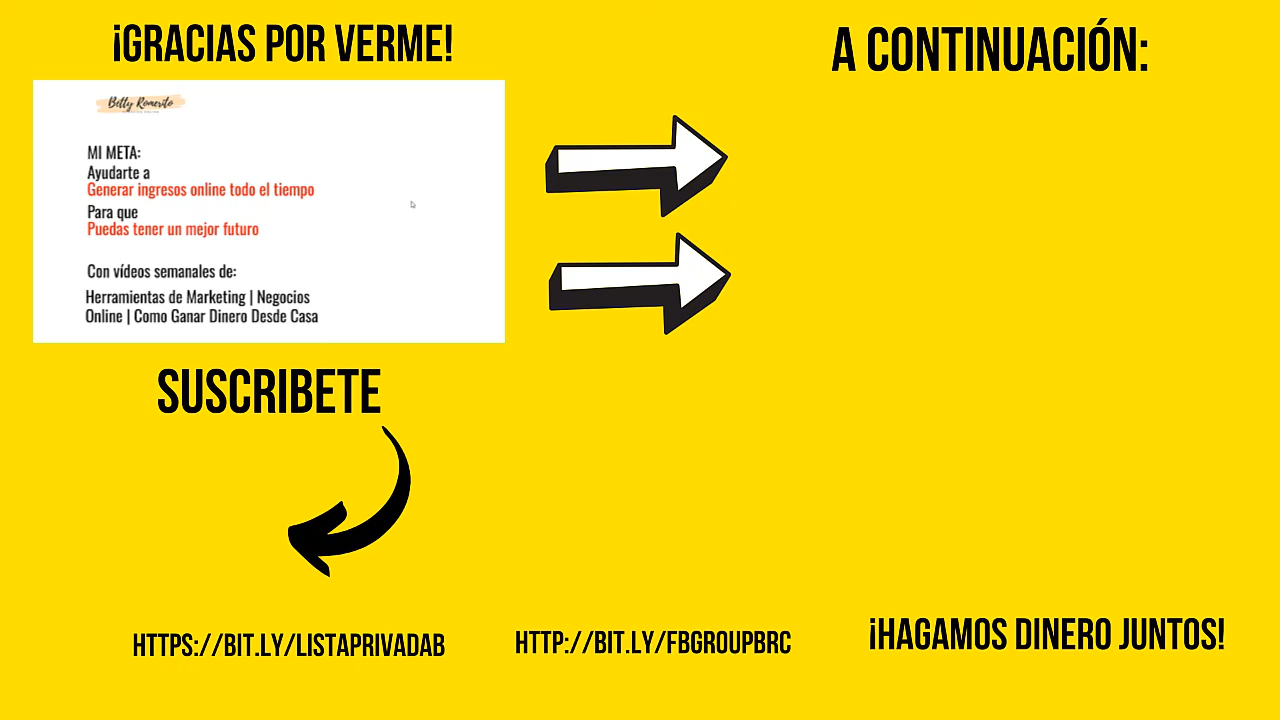 ¡GRACIAS POR VERME!
A CONTINUACIÓN:
Betty Romerito
MI META:
Ayudarte a
Generar ingresos online todo el tiempo
Para que
Puedas tener un mejor futuro
Con vídeos semanales de:
Herramientas de Marketing | Negocios
Online | Como Ganar Dinero Desde Casa
SUSCRIBETE
HTTPS://BIT.LY/LISTAPRIVADAB
HTTP://BIT.LY/FBGROUPBRC
¡HAGAMOS DINERO JUNTOS!